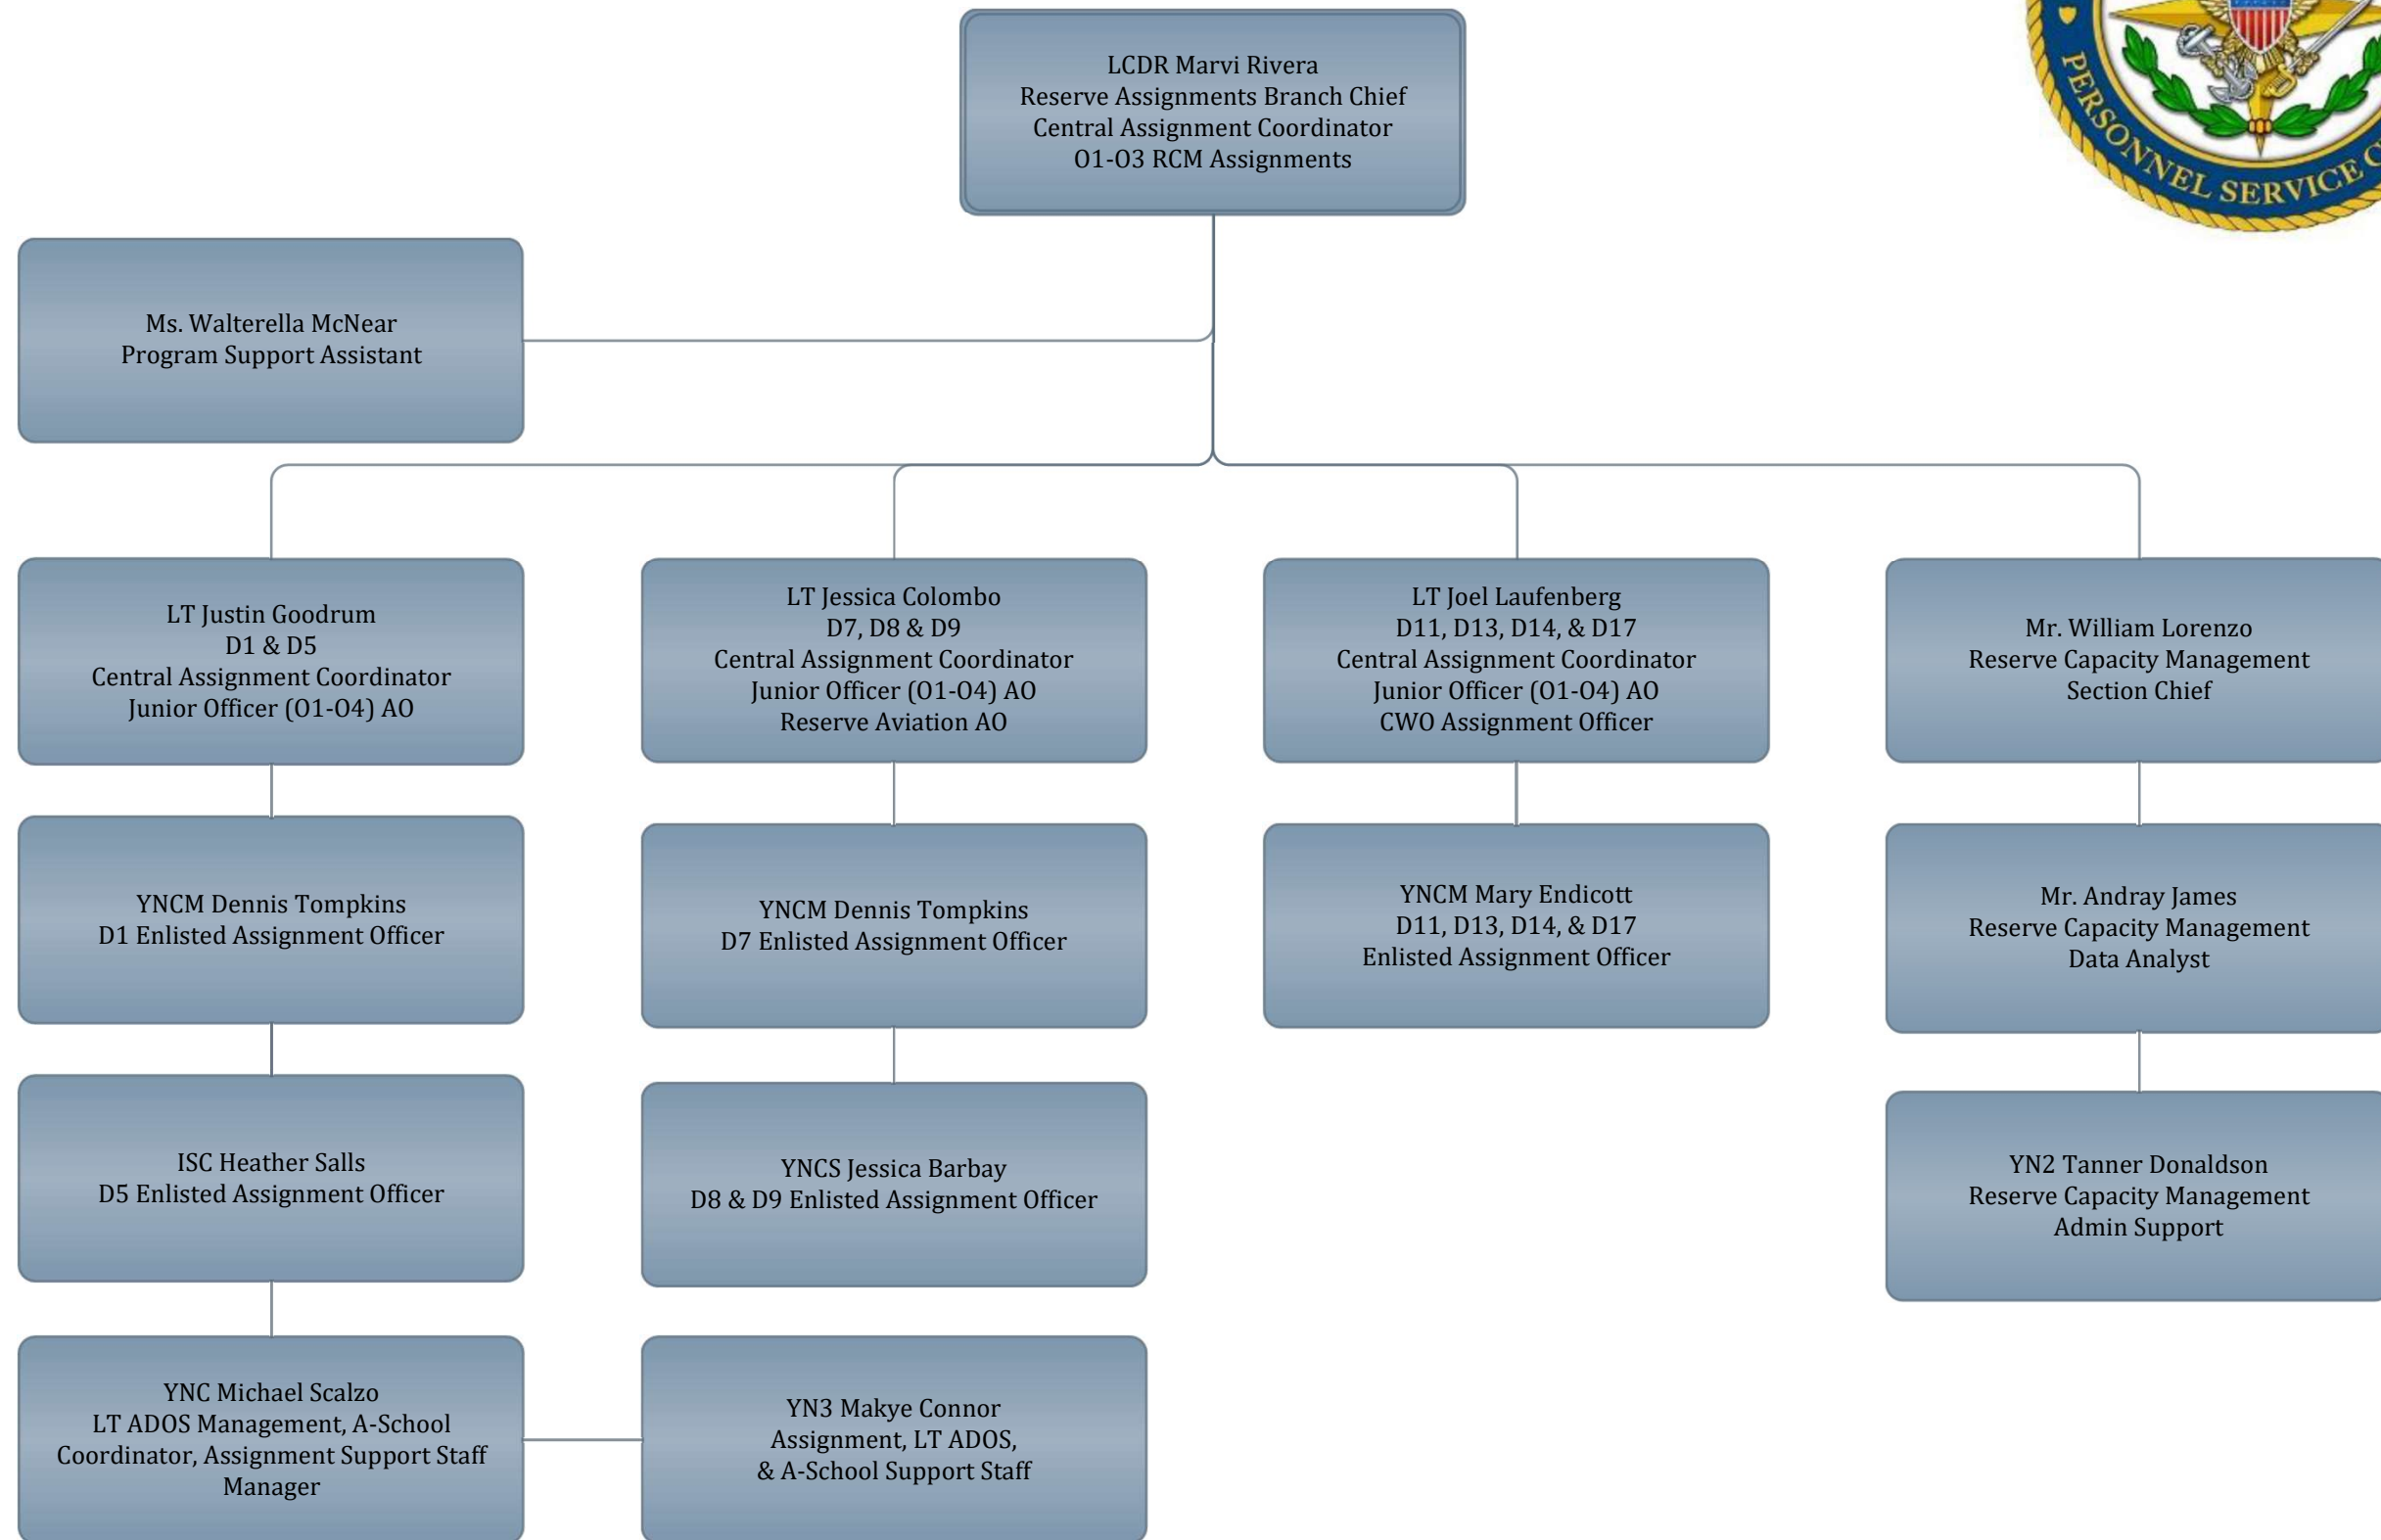 LCDR Marvi Rivera
Reserve Assignments Branch Chief
Central Assignment Coordinator
O1-O3 RCM Assignments
PERSONNEL SERVICE
Ms. Walterella McNear
Program Support Assistant
LT Justin Goodrum
D1 & D5
Central Assignment Coordinator
Junior Officer (O1-O4) AO
LT Jessica Colombo
D7, D8 & D9
Central Assignment Coordinator
Junior Officer (O1-O4) AO
Reserve Aviation AO
LT Joel Laufenberg
D11, D13, D14, & D17
Central Assignment Coordinator
Junior Officer (O1-O4) AO
CWO Assignment Officer
Mr. William Lorenzo
Reserve Capacity Management
Section Chief
YNCM Dennis Tompkins
D1 Enlisted Assignment Officer
YNCM Dennis Tompkins
D7 Enlisted Assignment Officer
YNCM Mary Endicott
D11, D13, D14, & D17
Enlisted Assignment Officer
Mr. Andray James
Reserve Capacity Management
Data Analyst
ISC Heather Salls
D5 Enlisted Assignment Officer
YNCS Jessica Barbay
D8 & D9 Enlisted Assignment Officer
YN2 Tanner Donaldson
Reserve Capacity Management
Admin Support
YNC Michael Scalzo
LT ADOS Management, A-School
Coordinator, Assignment Support Staff
Manager
YN3 Makye Connor
Assignment, LT ADOS,
& A-School Support Staff